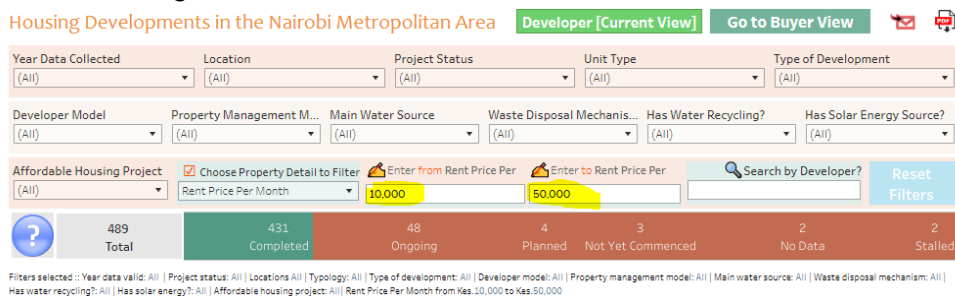 Housing Developments in the Nairobi Metropolitan Area Developer [Current View] Go to Buyer View
Year Data Collected Location Project Status Unit Type Type of Development
(All) (All) (All) (All) (All)
Developer Model Property Management M... Main Water Source Waste Disposal Mechanis... Has Water Recycling? Has Solar Energy Source?
(All) (All) (All) (All) (All) (All)
Affordable Housing Project Choose Property Detail to Filter Enter from Rent Price Per Enter to Rent Price Per Search by Developer? Reset Filters
(All) Rent Price Per Month 10,000 50,000
? 489 431 48 4 3 2 2
Total Completed Ongoing Planned Not Yet Commenced No Data Stalled
Filters selected :: Year data valid: All | Project status: All | Locations All | Typology: All | Type of development: All | Developer model: All | Property management model: All | Main water source: All | Waste disposal mechanism: All |
Has water recycling?: All | Has solar energy?: All | Affordable housing project: All | Rent Price Per Month from Kes.10,000 to Kes.50,000